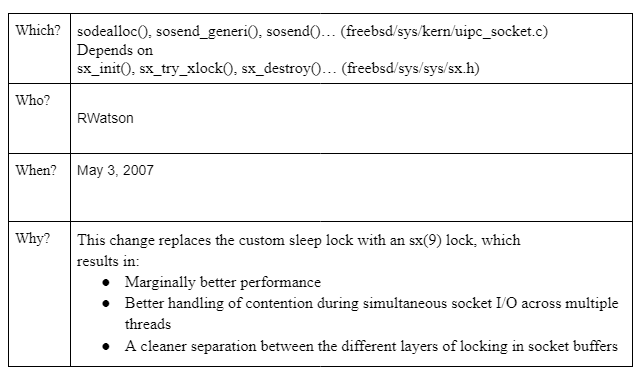 Which? sodealloc(), sosend_generi(), sosend()… (freebsd/sys/kern/uipc_socket.c)
Depends on
sx_init(), sx_try_xlock(), sx_destroy()… (freebsd/sys/sys/sx.h)
Who?
RWatson
When? May 3, 2007
Why? This change replaces the custom sleep lock with an sx(9) lock, which
results in:
● Marginally better performance
● Better handling of contention during simultaneous socket I/O across multiple
threads
● A cleaner separation between the different layers of locking in socket buffers